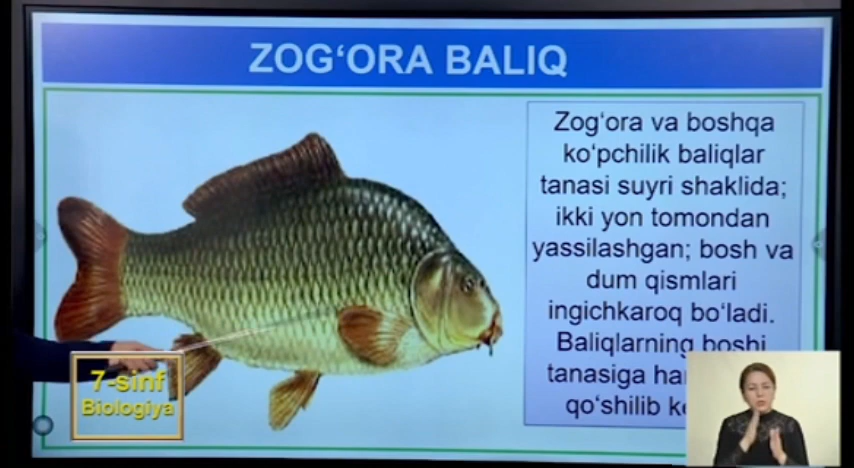 ZOG‘ORA BALIQ
Zog‘ora va boshqa
ko‘pchilik baliqlar
tanasi suyri shaklida;
ikki yon tomondan
yassilashgan; bosh va
dum qismlari
ingichkaroq bo‘ladi.
Baliqlarning boshi
tanasiga
qo‘shilib
7-sinf
Biologiya